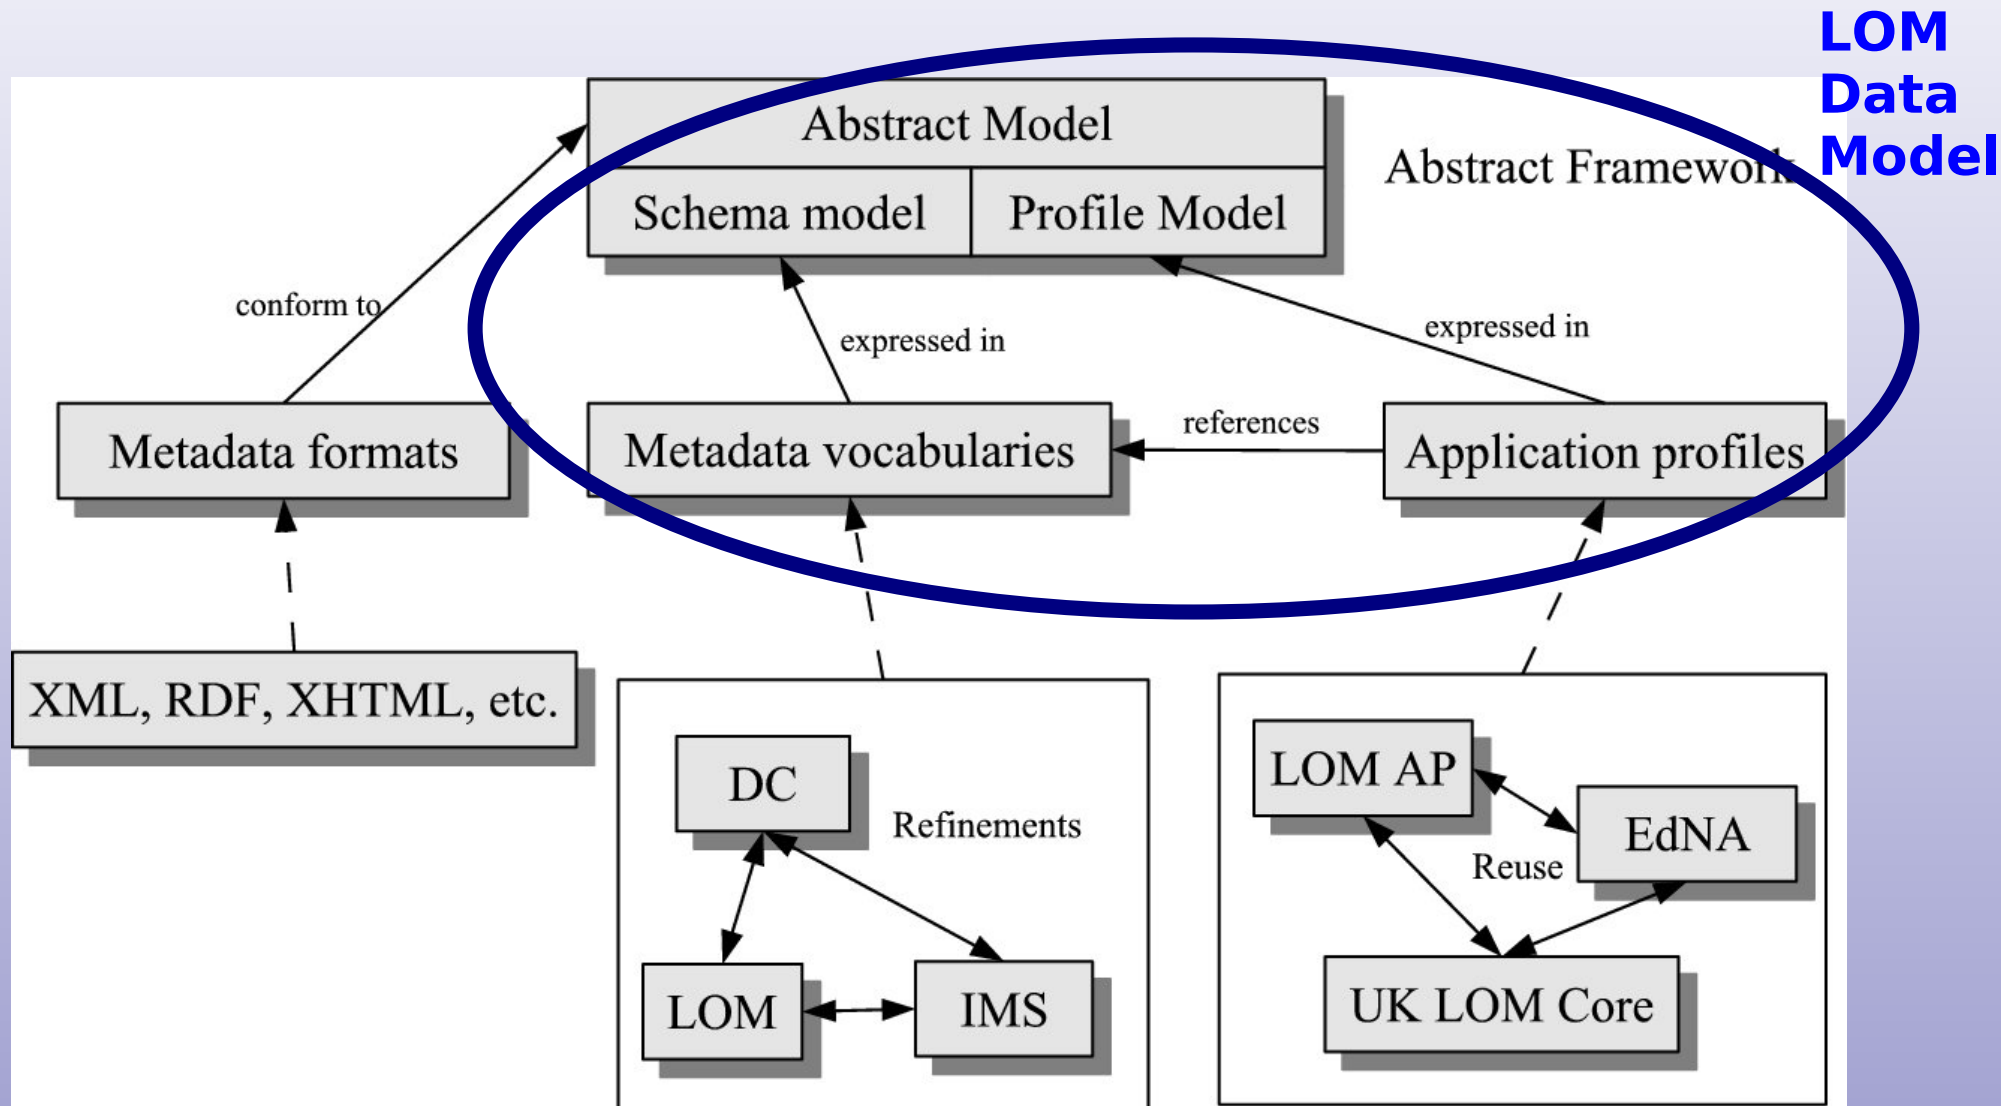 LOM
Data
Model
Abstract Model
Abstract Framework
Schema model
Profile Model
conform to
expressed in
expressed in
Metadata formats
Metadata vocabularies
references
Application profiles
XML, RDF, XHTML, etc.
DC
Refinements
LOM
IMS
LOM AP
EdNA
Reuse
UK LOM Core